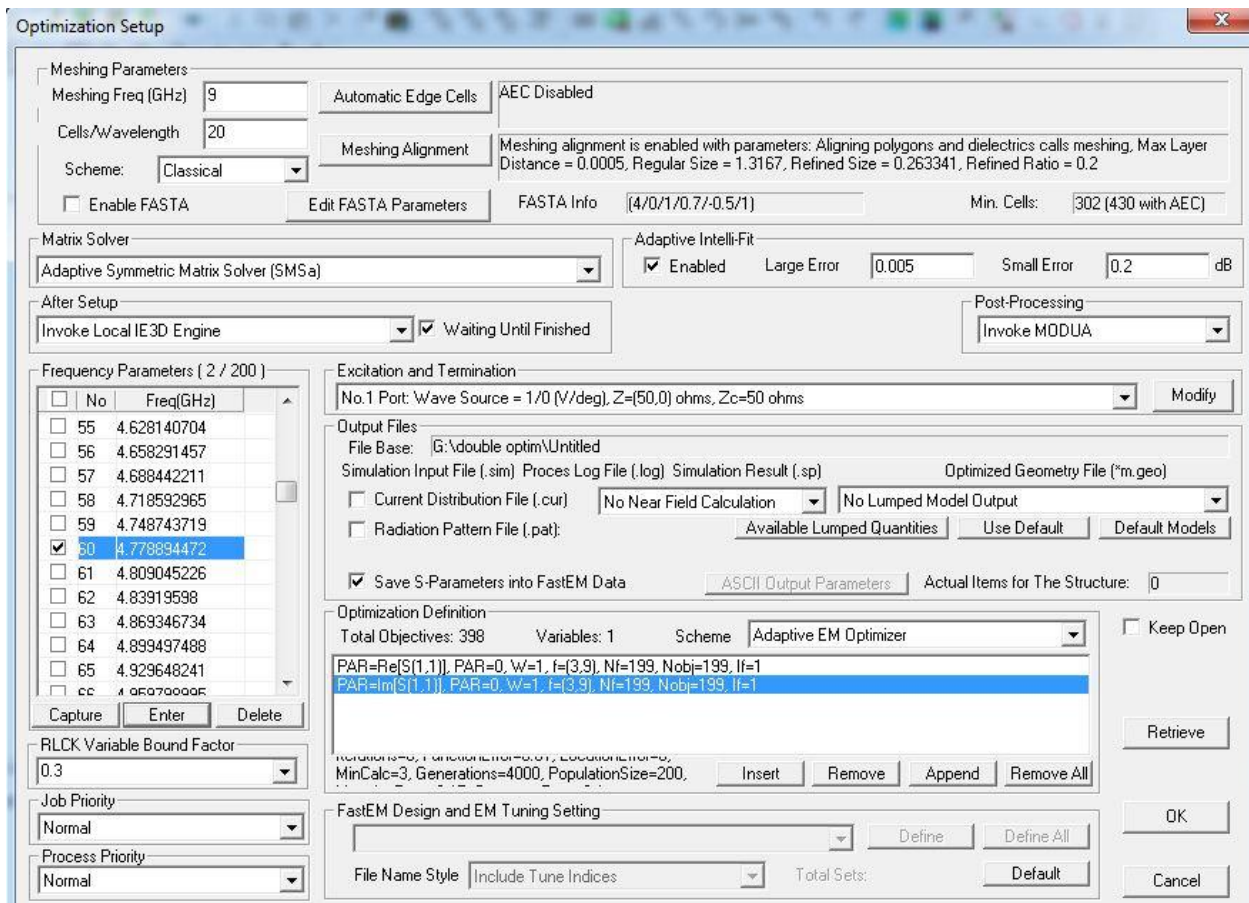 Optimization Setup
X
Meshing Parameters
Meshing Freq (GHz) 9 Automatic Edge Cells AEC Disabled
Cells/Wavelength 20
Meshing Alignment Meshing alignment is enabled with parameters: Aligning polygons and dielectrics calls meshing, Max Layer
Distance = 0.0005, Regular Size = 1.3167, Refined Size = 0.263341, Refined Ratio = 0.2
Scheme: Classical
Enable FASTA Edit FASTA Parameters FASTA Info (4/0/1/0.7/-0.5/1) Min. Cells: 302 (430 with AEC)
Matrix Solver
Adaptive Symmetric Matrix Solver (SMSa)
Adaptive Intelli-Fit
Enabled Large Error 0.005 Small Error 0.2 dB
After Setup
Invoke Local IE3D Engine Waiting Until Finished
Post-Processing
Invoke MODUA
Frequency Parameters ( 2 / 200 )
No Freq(GHz)
55 4.628140704
56 4.658291457
57 4.688442211
58 4.718592965
59 4.748743719
60 4.778894472
61 4.809045226
62 4.83919598
63 4.869346734
64 4.899497488
65 4.929648241
Capture Enter Delete
RLCK Variable Bound Factor
0.3
Job Priority
Normal
Process Priority
Normal
Excitation and Termination
No.1 Port: Wave Source = 1/0 (V/deg), Z=(50,0) ohms, Zc=50 ohms Modify
Output Files
File Base: G:\double optim\Untitled
Simulation Input File (.sim) Proces Log File (.log) Simulation Result (.sp) Optimized Geometry File (*m.geo)
Current Distribution File (.cur) No Near Field Calculation No Lumped Model Output
Radiation Pattern File (.pat): Available Lumped Quantities Use Default Default Models
Save S-Parameters into FastEM Data ASCII Output Parameters Actual Items for The Structure: 0
Optimization Definition
Total Objectives: 398 Variables: 1 Scheme Adaptive EM Optimizer
PAR=Re[S(1,1)], PAR=0, W=1, f=(3,9), Nf=199, Nobj=199, If=1
PAR=Im[S(1,1)], PAR=0, W=1, f=(3,9), Nf=199, Nobj=199, If=1
MinCalc=3, Generations=4000, PopulationSize=200,
Insert Remove Append Remove All
FastEM Design and EM Tuning Setting
Define Define All
File Name Style Include Tune Indices Total Sets: Default
Keep Open
Retrieve
OK
Cancel